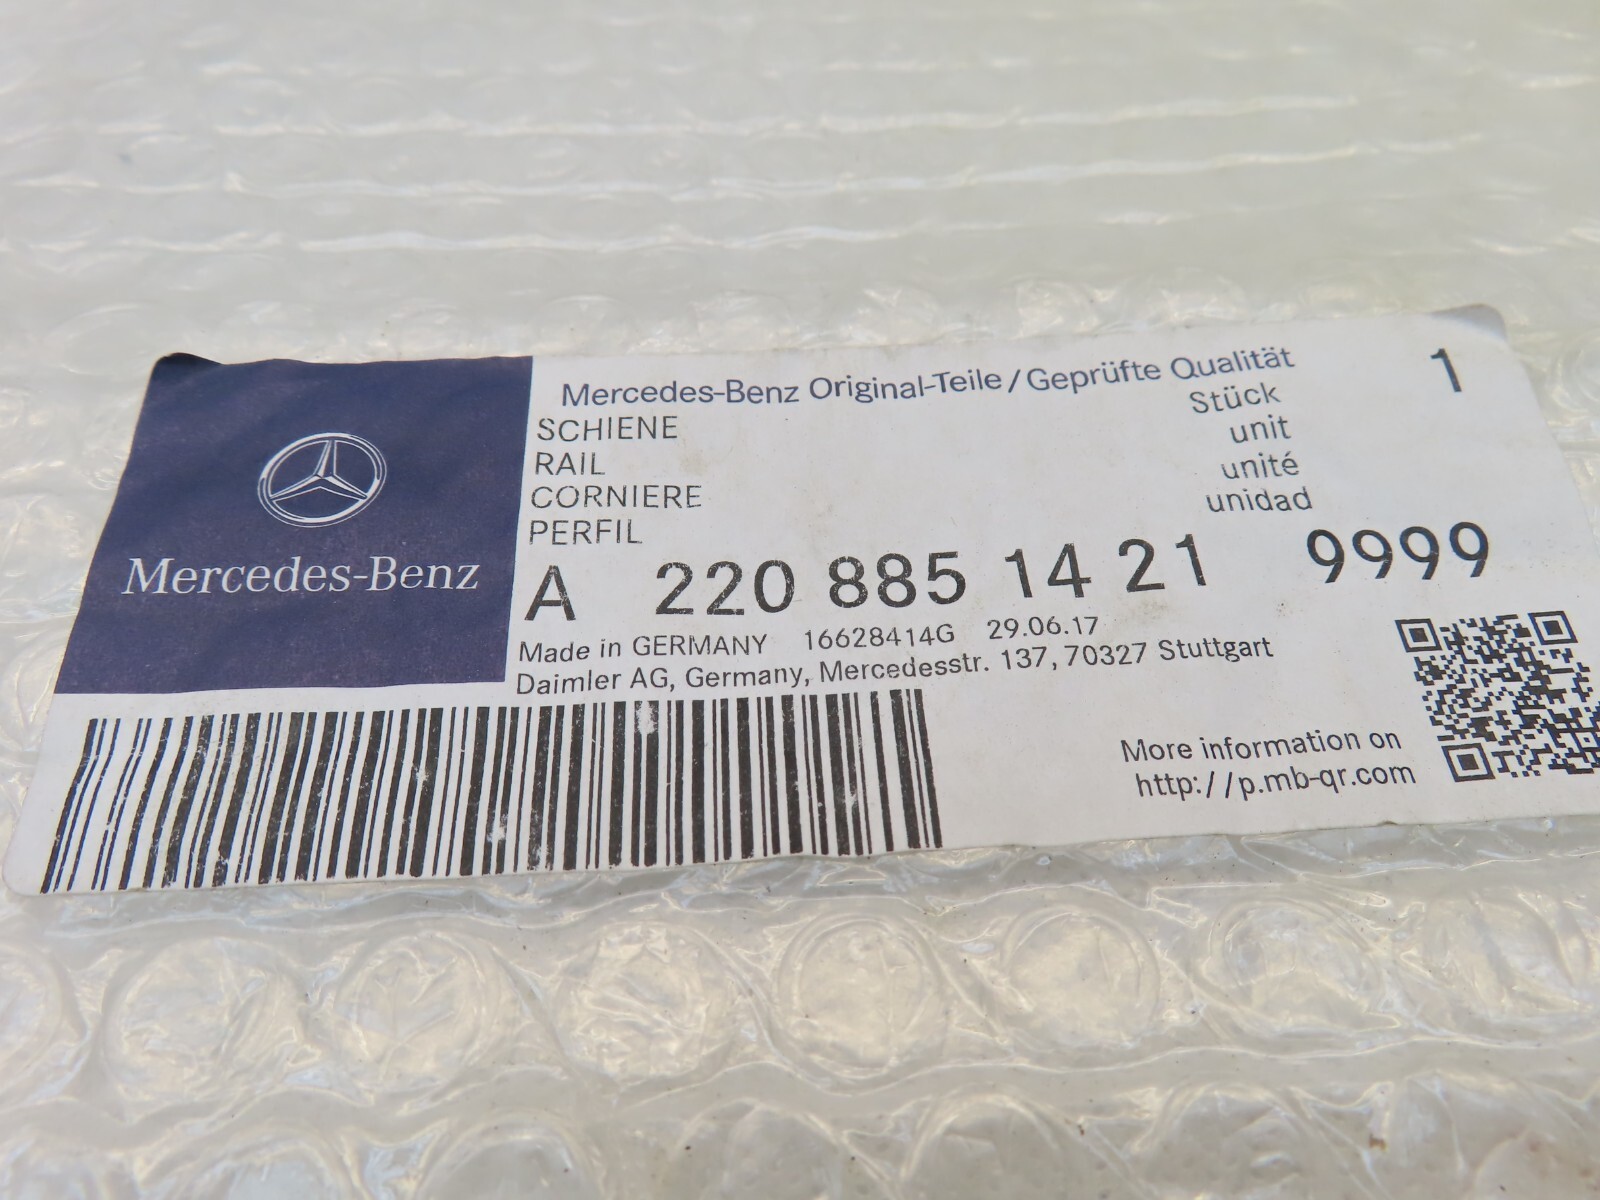 Mercedes-Benz Original-Teile/Geprüfte Qualität
SCHIENE
RAIL
CORNIERE
PERFIL
Stück 1
unit
unité
unidad
Mercedes-Benz
A 220 885 14 21 9999
Made in GERMANY 16628414G 29.06.17
Daimler AG, Germany, Mercedesstr. 137, 70327 Stuttgart
More information on
http://p.mb-qr.com